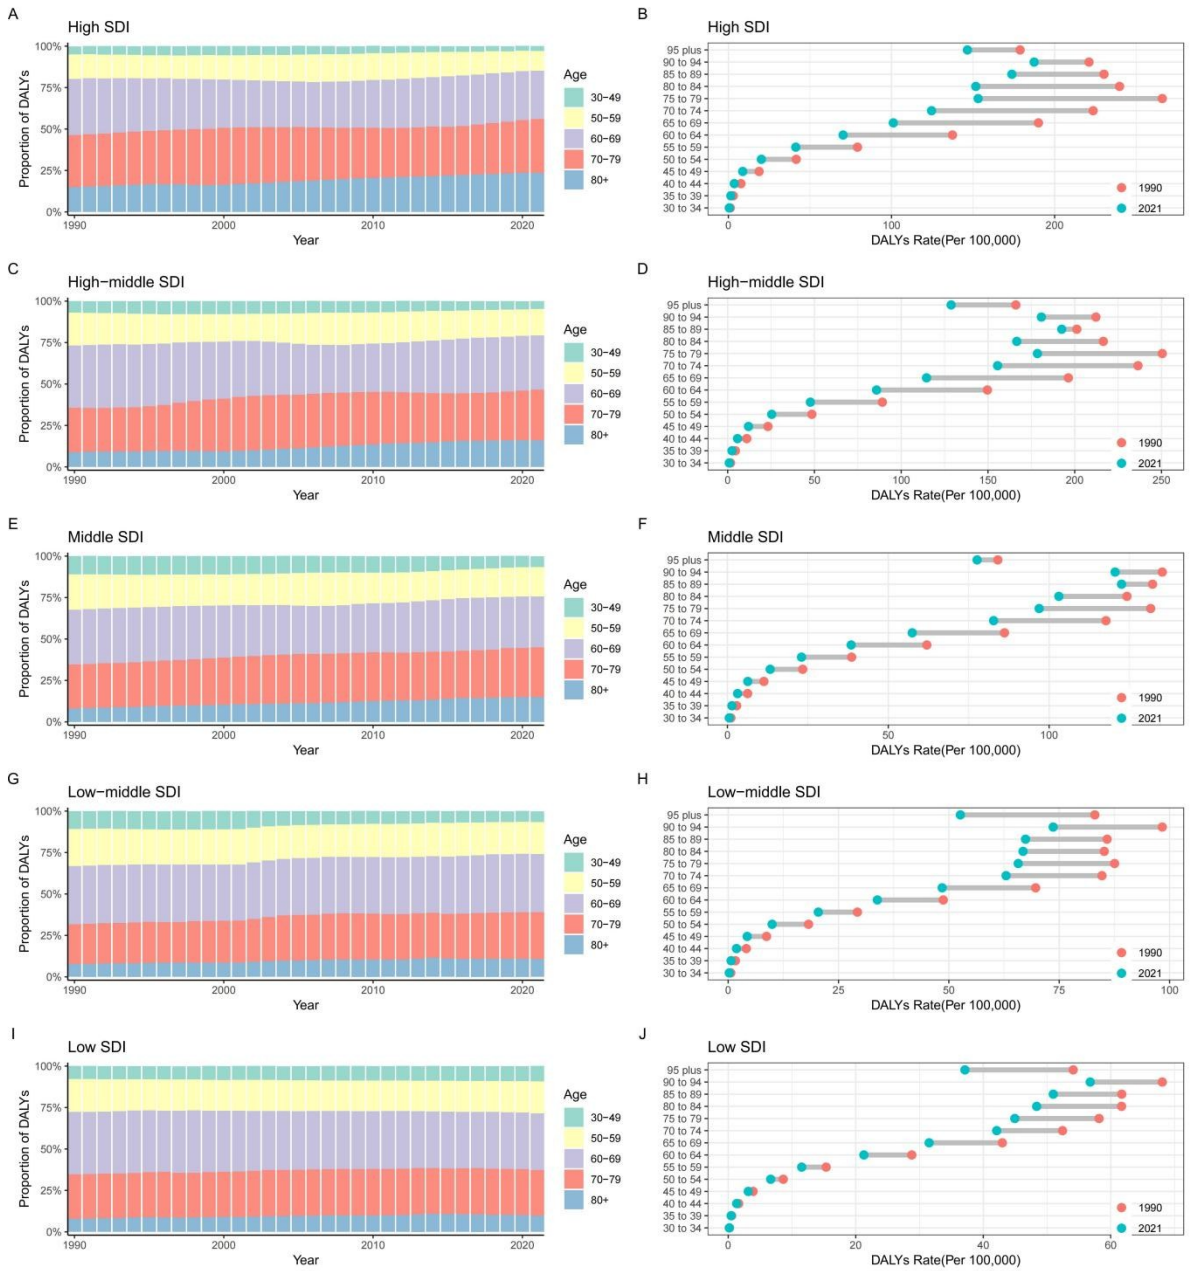 A
High SDI
100%
75%
50%
25%
0%
Proportion of DALYs
1990
2000
2010
2020
Year
Age
30−49
50−59
60−69
70−79
80+
B
High SDI
95 plus
90 to 94
85 to 89
80 to 84
75 to 79
70 to 74
65 to 69
60 to 64
55 to 59
50 to 54
45 to 49
40 to 44
35 to 39
30 to 34
0
100
200
DALYs Rate(Per 100,000)
1990
2021
C
High−middle SDI
100%
75%
50%
25%
0%
Proportion of DALYs
1990
2000
2010
2020
Year
Age
30−49
50−59
60−69
70−79
80+
D
High−middle SDI
95 plus
90 to 94
85 to 89
80 to 84
75 to 79
70 to 74
65 to 69
60 to 64
55 to 59
50 to 54
45 to 49
40 to 44
35 to 39
30 to 34
0
50
100
150
200
250
DALYs Rate(Per 100,000)
1990
2021
E
Middle SDI
100%
75%
50%
25%
0%
Proportion of DALYs
1990
2000
2010
2020
Year
Age
30−49
50−59
60−69
70−79
80+
F
Middle SDI
95 plus
90 to 94
85 to 89
80 to 84
75 to 79
70 to 74
65 to 69
60 to 64
55 to 59
50 to 54
45 to 49
40 to 44
35 to 39
30 to 34
0
50
100
DALYs Rate(Per 100,000)
1990
2021
G
Low−middle SDI
100%
75%
50%
25%
0%
Proportion of DALYs
1990
2000
2010
2020
Year
Age
30−49
50−59
60−69
70−79
80+
H
Low−middle SDI
95 plus
90 to 94
85 to 89
80 to 84
75 to 79
70 to 74
65 to 69
60 to 64
55 to 59
50 to 54
45 to 49
40 to 44
35 to 39
30 to 34
0
25
50
75
100
DALYs Rate(Per 100,000)
1990
2021
I
Low SDI
100%
75%
50%
25%
0%
Proportion of DALYs
1990
2000
2010
2020
Year
Age
30−49
50−59
60−69
70−79
80+
J
Low SDI
95 plus
90 to 94
85 to 89
80 to 84
75 to 79
70 to 74
65 to 69
60 to 64
55 to 59
50 to 54
45 to 49
40 to 44
35 to 39
30 to 34
0
20
40
60
DALYs Rate(Per 100,000)
1990
2021